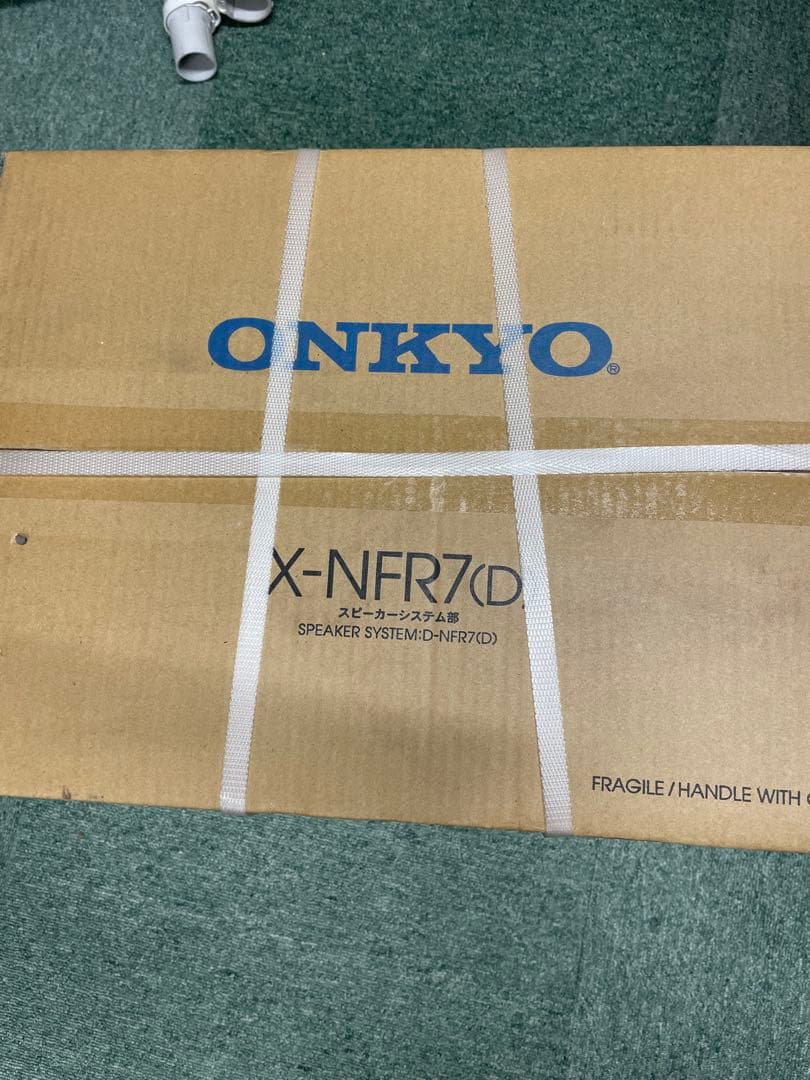 ONKYO®
X-NFR7(D)
スピーカーシステム部
SPEAKER SYSTEM:D-NFR7(D)
FRAGILE/HANDLE WITH